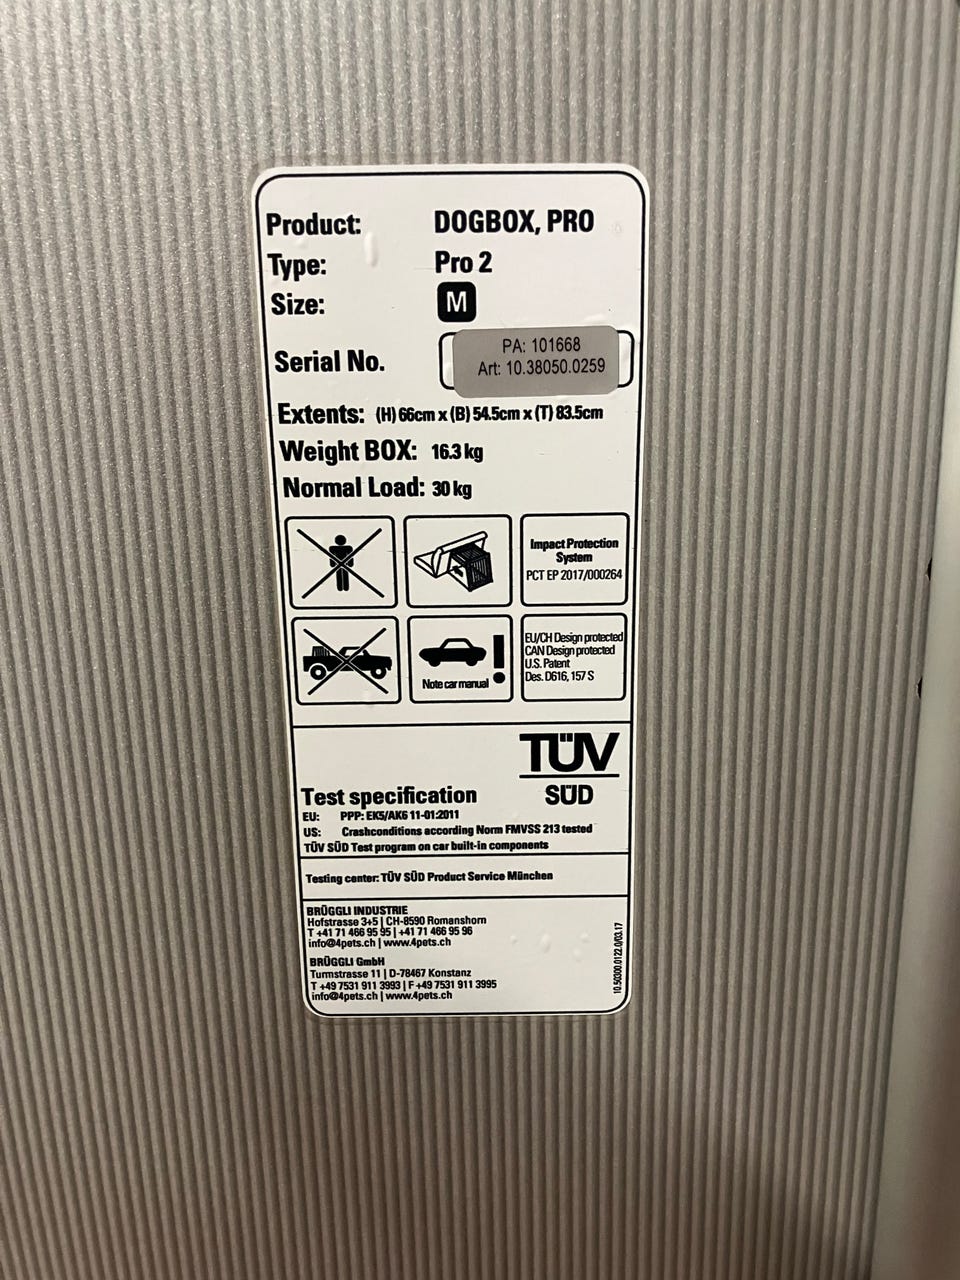 Product: DOGBOX, PRO
Type: Pro 2
Size: M
Serial No.
PA: 101668
Art: 10.38050.0259
Extents: (H) 66cm x (B) 54.5cm x (T) 83.5cm
Weight BOX: 16.3 kg
Normal Load: 30 kg
Impact Protection
System
PCT EP 2017/000264
Note car manual !
EU/CH Design protected
CAN Design protected
U.S. Patent
Des. D616, 157 S
TÜV
SÜD
Test specification
EU: PPP: EK5/AK6 11-01:2011
US: Crashconditions according Norm FMVSS 213 tested
TÜV SÜD Test program on car built-in components
Testing center: TÜV SÜD Product Service München
BRÜGGLI INDUSTRIE
Hofstrasse 3+5 | CH-8590 Romanshorn
T +41 71 466 95 95 | +41 71 466 95 96
info@4pets.ch | www.4pets.ch
BRÜGGLI GmbH
Turmstrasse 11 | D-78467 Konstanz
T +49 7531 911 3993 | F +49 7531 911 3995
info@4pets.ch | www.4pets.ch
10.50300.0122.0/03.17